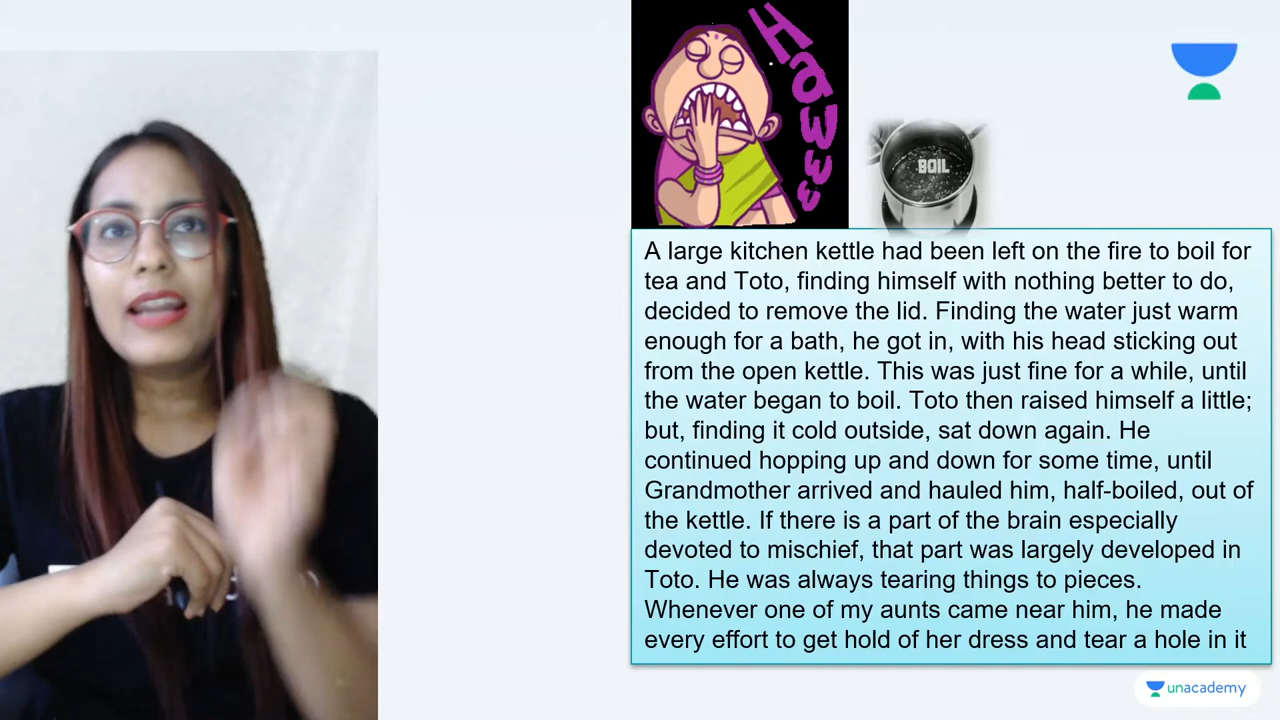 Hawww
BOIL
A large kitchen kettle had been left on the fire to boil for
tea and Toto, finding himself with nothing better to do,
decided to remove the lid. Finding the water just warm
enough for a bath, he got in, with his head sticking out
from the open kettle. This was just fine for a while, until
the water began to boil. Toto then raised himself a little;
but, finding it cold outside, sat down again. He
continued hopping up and down for some time, until
Grandmother arrived and hauled him, half-boiled, out of
the kettle. If there is a part of the brain especially
devoted to mischief, that part was largely developed in
Toto. He was always tearing things to pieces.
Whenever one of my aunts came near him, he made
every effort to get hold of her dress and tear a hole in it
unacademy